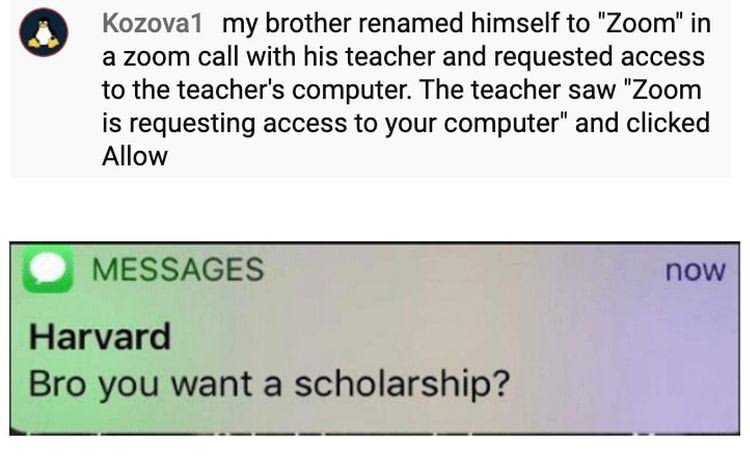 Kozova1 my brother renamed himself to "Zoom" in
a zoom call with his teacher and requested access
to the teacher's computer. The teacher saw "Zoom
is requesting access to your computer" and clicked
Allow
MESSAGES now
Harvard
Bro you want a scholarship?